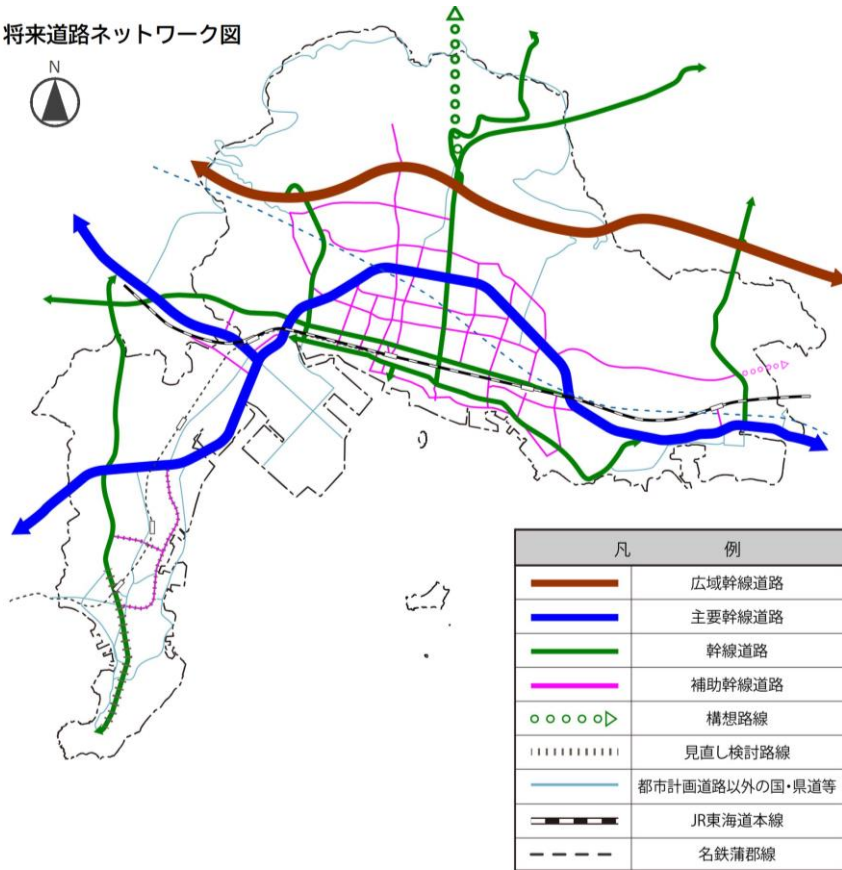 将来道路ネットワーク図
N
凡 例
広域幹線道路
主要幹線道路
幹線道路
補助幹線道路
構想路線
見直し検討路線
都市計画道路以外の国・県道等
JR東海道本線
名鉄蒲郡線